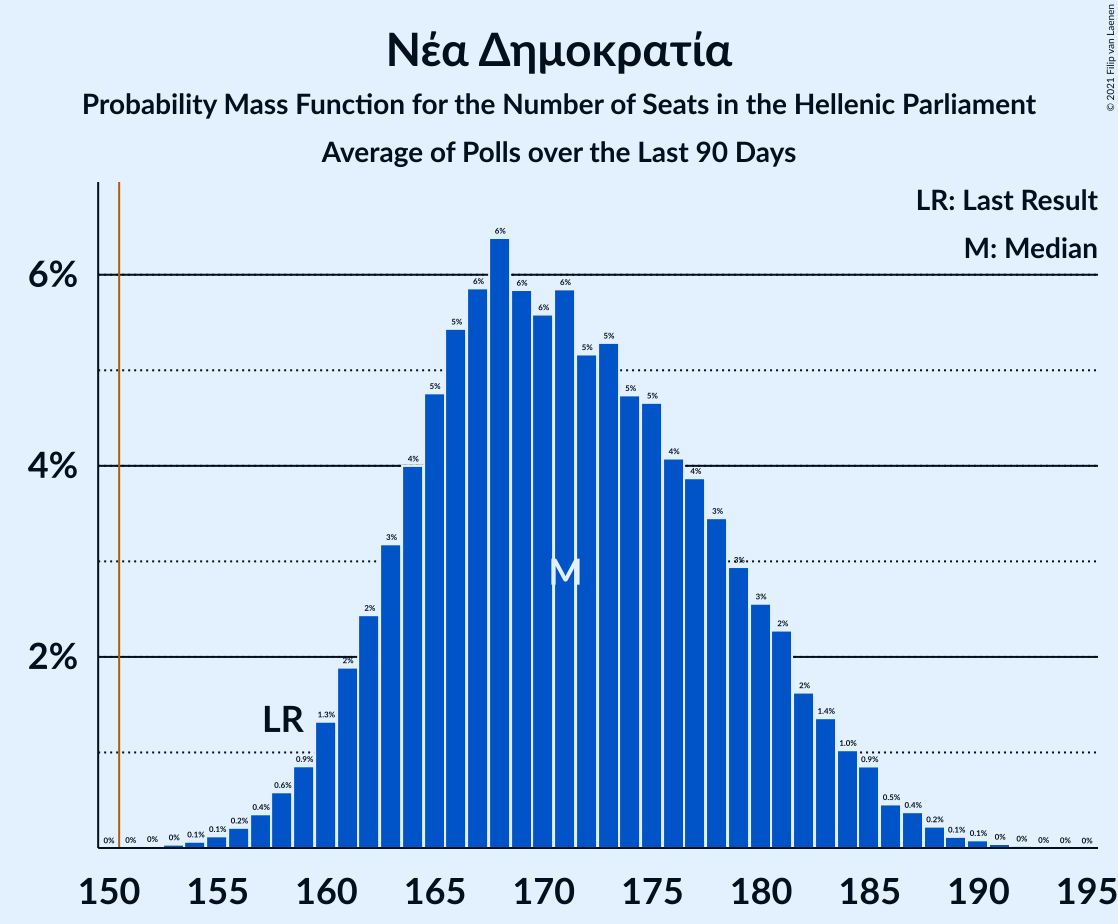 Νέα Δημοκρατία
Probability Mass Function for the Number of Seats in the Hellenic Parliament
Average of Polls over the Last 90 Days
© 2021 Filip van Laenen
LR: Last Result
M: Median
6%
4%
2%
0% 0% 0% 0% 0.1% 0.1% 0.2% 0.4% 0.6% 0.9% 1.3% 2% 2% 3% 4% 5% 5% 6% 6% 6% 6% 6% 5% 5% 5% 5% 4% 4% 3% 3% 3% 2% 2% 1.4% 1.0% 0.9% 0.5% 0.4% 0.2% 0.1% 0.1% 0% 0% 0% 0% 0%
M
LR
150 155 160 165 170 175 180 185 190 195